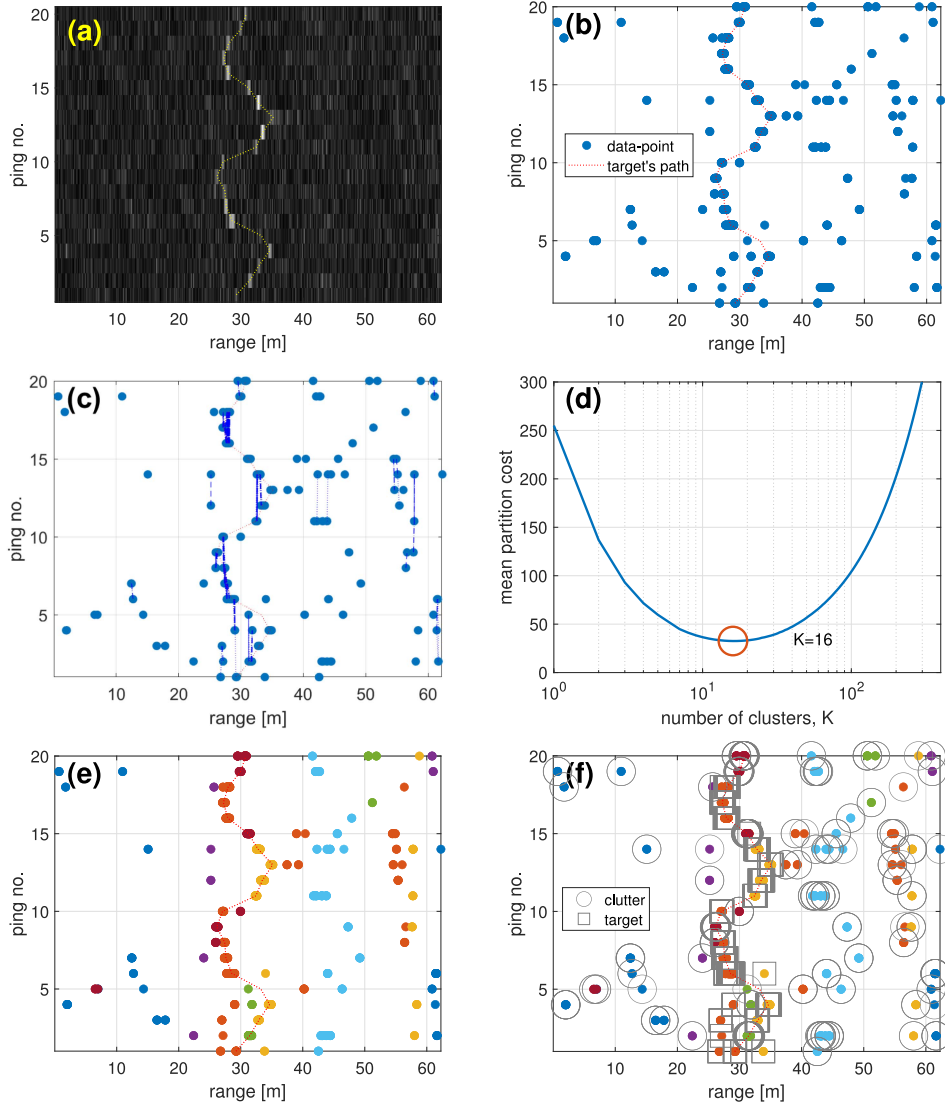 (a)
20
15
10
5
ping no.
10 20 30 40 50 60
range [m]
(b)
20
15
10
5
ping no.
data-point
target's path
10 20 30 40 50 60
range [m]
(c)
20
15
10
5
ping no.
10 20 30 40 50 60
range [m]
(d)
300
250
200
150
100
50
0
mean partition cost
K=16
10^0 10^1 10^2
number of clusters, K
(e)
20
15
10
5
ping no.
10 20 30 40 50 60
range [m]
(f)
20
15
10
5
ping no.
clutter
target
10 20 30 40 50 60
range [m]